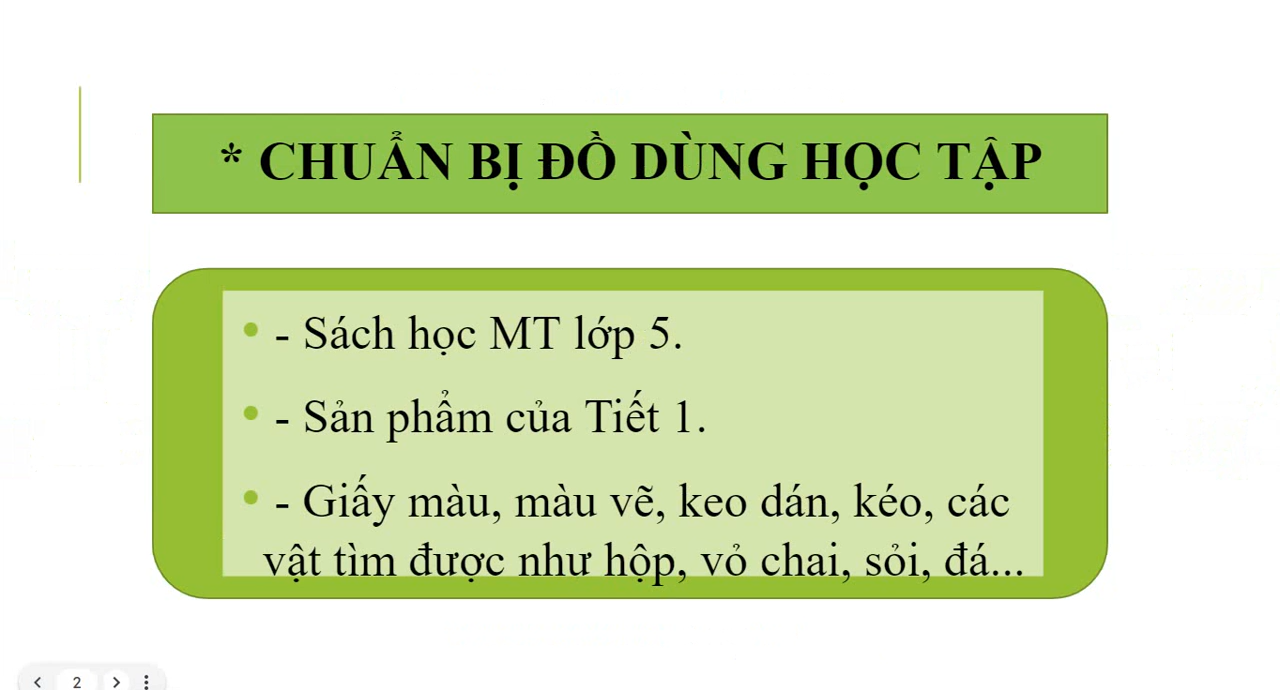 * CHUẨN BỊ ĐỒ DÙNG HỌC TẬP
• - Sách học MT lớp 5.
• - Sản phẩm của Tiết 1.
• - Giấy màu, màu vẽ, keo dán, kéo, các
vật tìm được như hộp, vỏ chai, sỏi, đá...
2